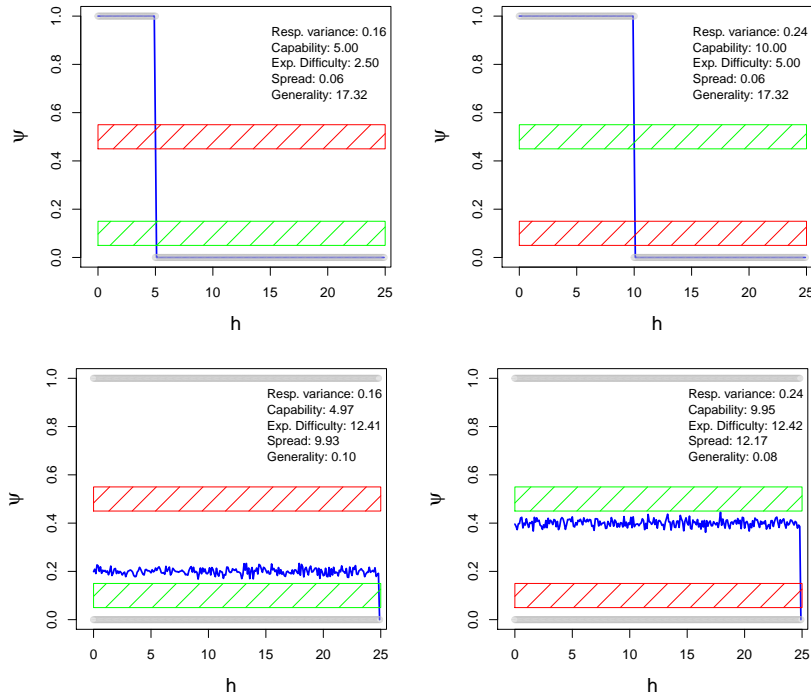 Resp. variance: 0.16
Capability: 5.00
Exp. Difficulty: 2.50
Spread: 0.06
Generality: 17.32
ψ
0.0 0.2 0.4 0.6 0.8 1.0
0 5 10 15 20 25
h
Resp. variance: 0.24
Capability: 10.00
Exp. Difficulty: 5.00
Spread: 0.06
Generality: 17.32
ψ
0.0 0.2 0.4 0.6 0.8 1.0
0 5 10 15 20 25
h
Resp. variance: 0.16
Capability: 4.97
Exp. Difficulty: 12.41
Spread: 9.93
Generality: 0.10
ψ
0.0 0.2 0.4 0.6 0.8 1.0
0 5 10 15 20 25
h
Resp. variance: 0.24
Capability: 9.95
Exp. Difficulty: 12.42
Spread: 12.17
Generality: 0.08
ψ
0.0 0.2 0.4 0.6 0.8 1.0
0 5 10 15 20 25
h